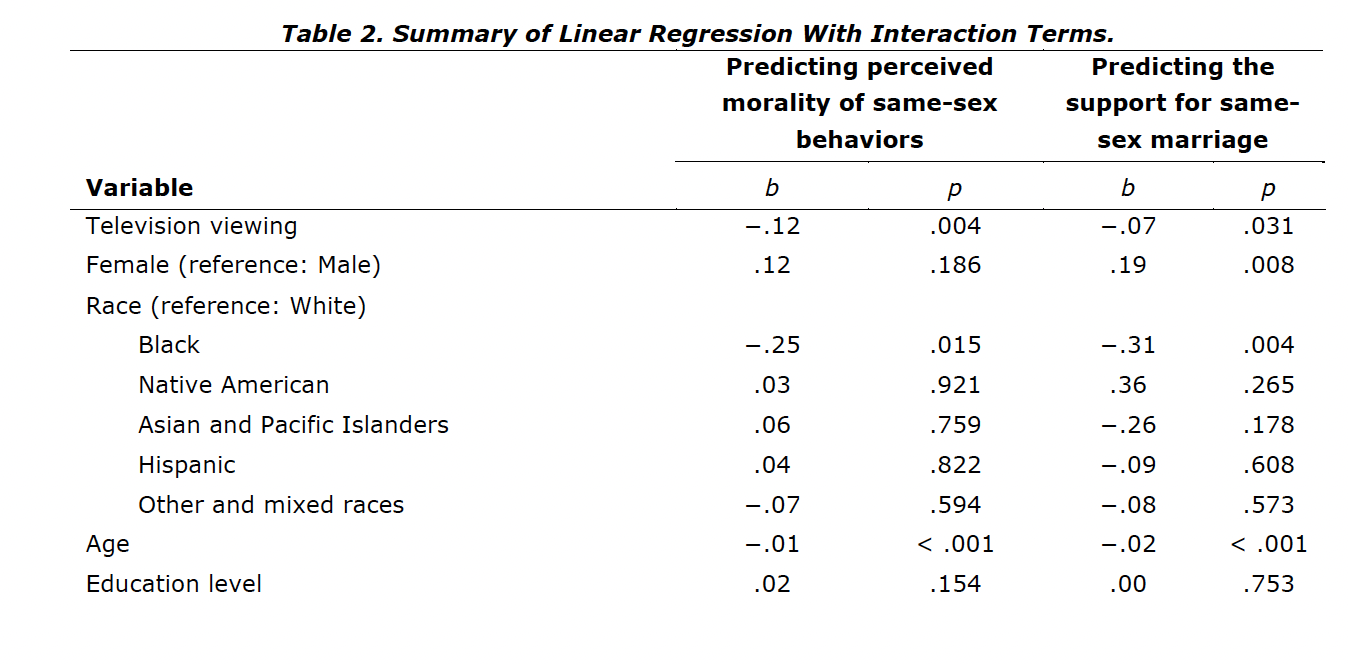 Table 2. Summary of Linear Regression With Interaction Terms.
Predicting perceived morality of same-sex behaviors Predicting the support for same-sex marriage
Variable b p b p
Television viewing −.12 .004 −.07 .031
Female (reference: Male) .12 .186 .19 .008
Race (reference: White)
Black −.25 .015 −.31 .004
Native American .03 .921 .36 .265
Asian and Pacific Islanders .06 .759 −.26 .178
Hispanic .04 .822 −.09 .608
Other and mixed races −.07 .594 −.08 .573
Age −.01 < .001 −.02 < .001
Education level .02 .154 .00 .753